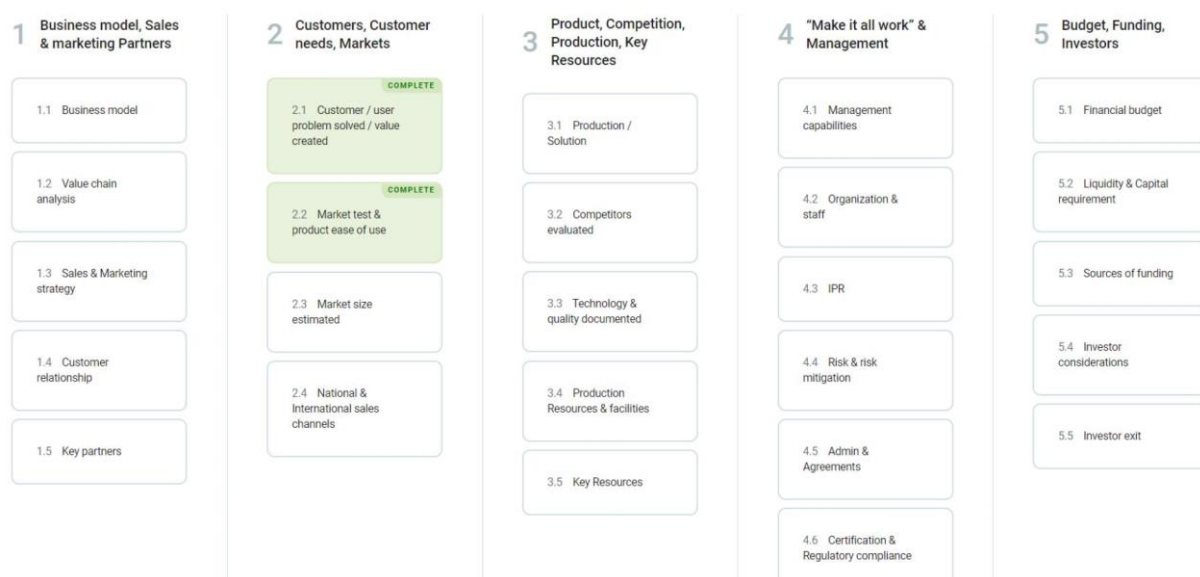 1
Business model, Sales
& marketing Partners
1.1 Business model
1.2 Value chain
analysis
1.3 Sales & Marketing
strategy
1.4 Customer
relationship
1.5 Key partners
2
Customers, Customer
needs, Markets
COMPLETE
2.1 Customer / user
problem solved / value
created
COMPLETE
2.2 Market test &
product ease of use
2.3 Market size
estimated
2.4 National &
International sales
channels
3
Product, Competition,
Production, Key
Resources
3.1 Production /
Solution
3.2 Competitors
evaluated
3.3 Technology &
quality documented
3.4 Production
Resources & facilities
3.5 Key Resources
4
“Make it all work” &
Management
4.1 Management
capabilities
4.2 Organization &
staff
4.3 IPR
4.4 Risk & risk
mitigation
4.5 Admin &
Agreements
4.6 Certification &
Regulatory compliance
5
Budget, Funding,
Investors
5.1 Financial budget
5.2 Liquidity & Capital
requirement
5.3 Sources of funding
5.4 Investor
considerations
5.5 Investor exit